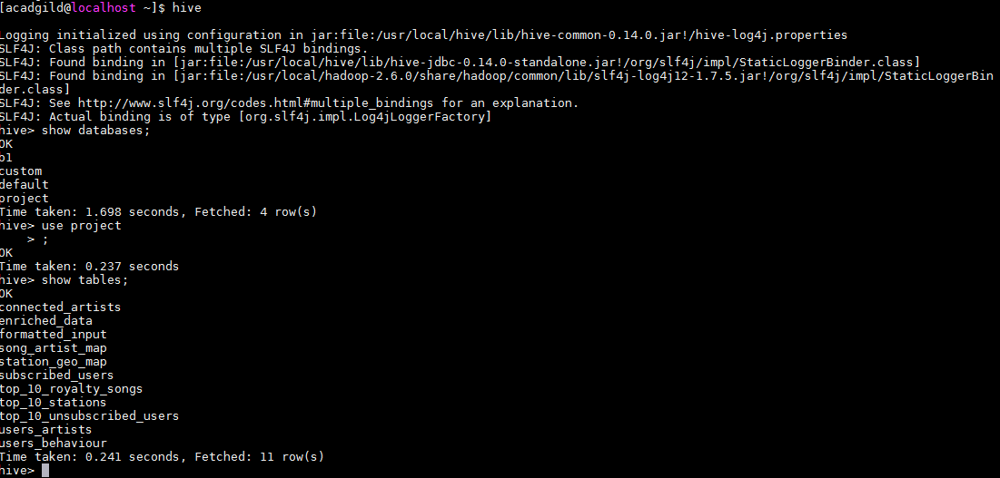 [acadgild@localhost ~]$ hive
Logging initialized using configuration in jar:file:/usr/local/hive/lib/hive-common-0.14.0.jar!/hive-log4j.properties
SLF4J: Class path contains multiple SLF4J bindings.
SLF4J: Found binding in [jar:file:/usr/local/hive/lib/hive-jdbc-0.14.0-standalone.jar!/org/slf4j/impl/StaticLoggerBinder.class]
SLF4J: Found binding in [jar:file:/usr/local/hadoop-2.6.0/share/hadoop/common/lib/slf4j-log4j12-1.7.5.jar!/org/slf4j/impl/StaticLoggerBin
der.class]
SLF4J: See http://www.slf4j.org/codes.html#multiple_bindings for an explanation.
SLF4J: Actual binding is of type [org.slf4j.impl.Log4jLoggerFactory]
hive> show databases;
OK
custom
default
project
Time taken: 1.698 seconds, Fetched: 4 row(s)
hive> use project
    > ;
OK
Time taken: 0.237 seconds
hive> show tables;
OK
connected_artists
enriched_data
formatted_input
song_artist_map
station_geo_map
subscribed_users
top_10_royalty_songs
top_10_stations
top_10_unsubscribed_users
users_artists
users_behaviour
Time taken: 0.241 seconds, Fetched: 11 row(s)
hive>